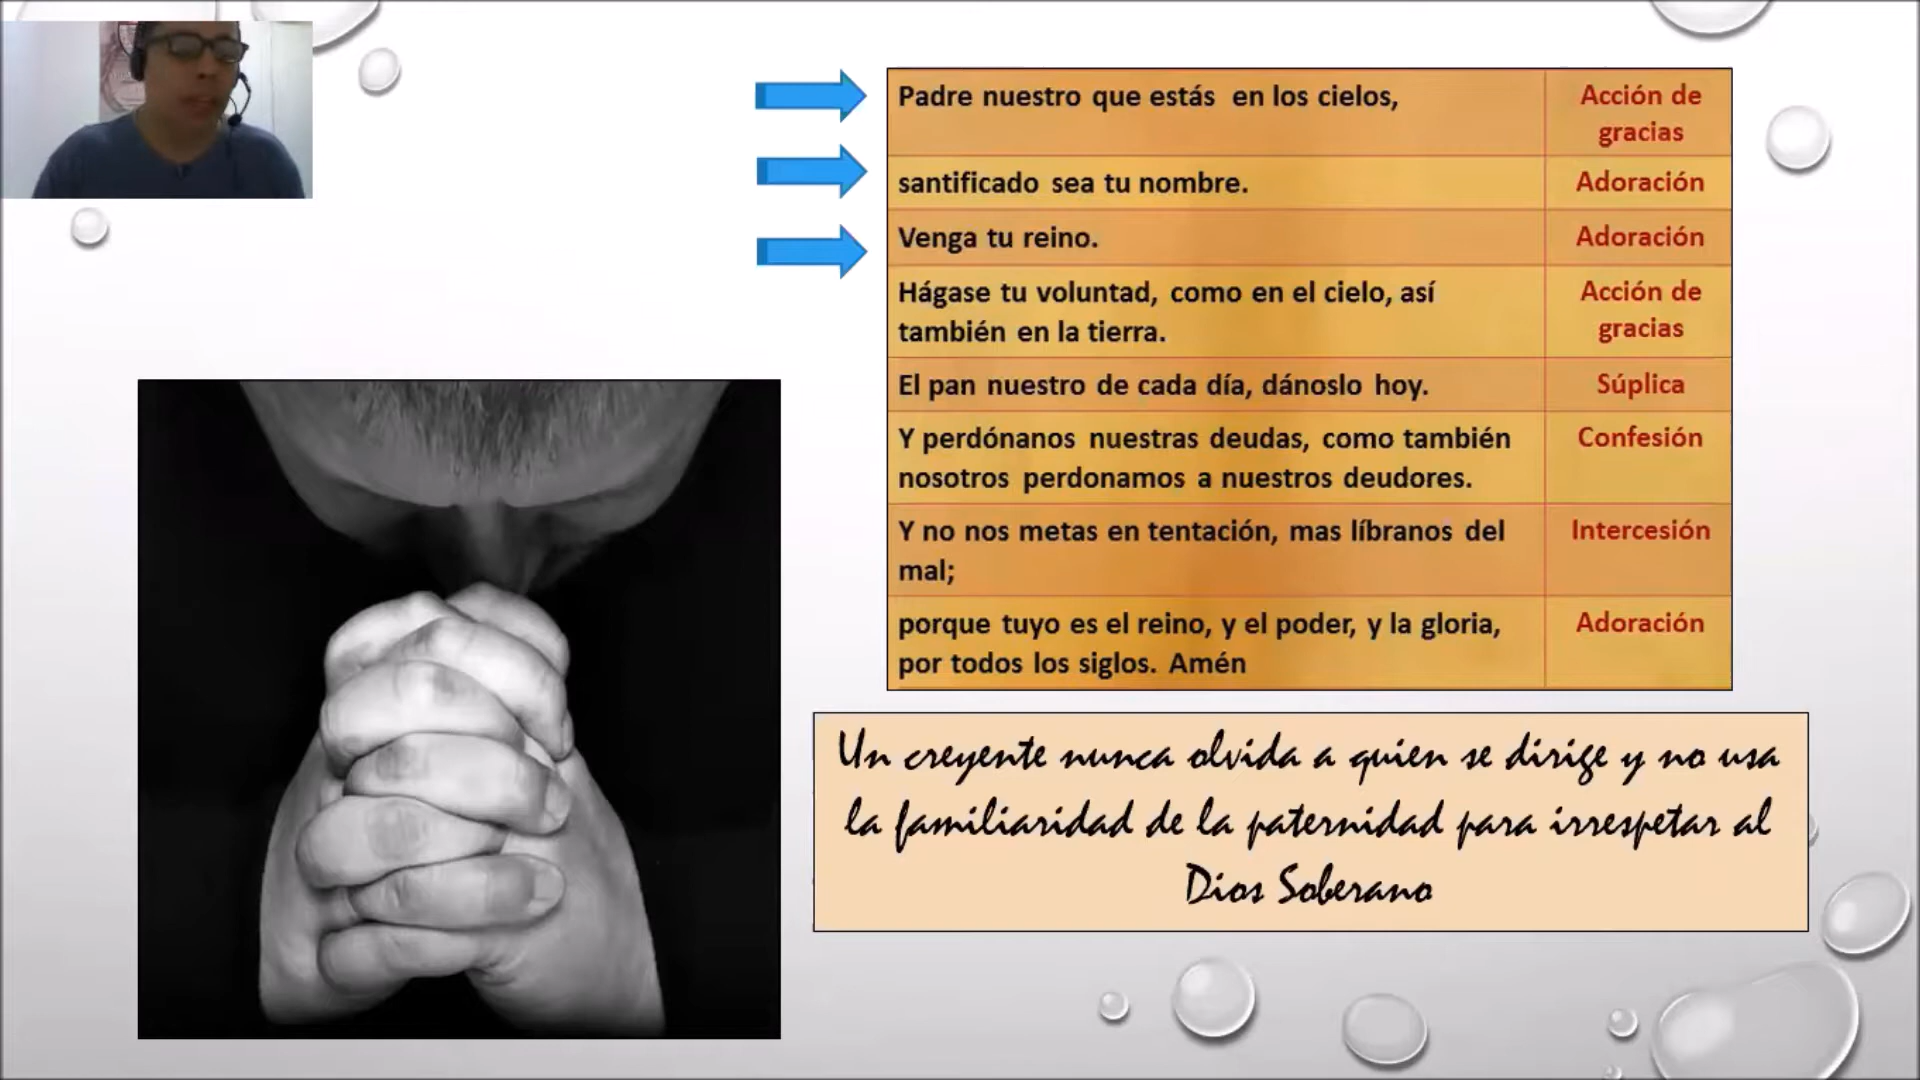 Padre nuestro que estás en los cielos,
Acción de
gracias
santificado sea tu nombre.
Adoración
Venga tu reino.
Adoración
Hágase tu voluntad, como en el cielo, así
también en la tierra.
Acción de
gracias
El pan nuestro de cada día, dánoslo hoy.
Súplica
Y perdónanos nuestras deudas, como también
nosotros perdonamos a nuestros deudores.
Confesión
Y no nos metas en tentación, mas líbranos del
mal;
Intercesión
porque tuyo es el reino, y el poder, y la gloria,
por todos los siglos. Amén
Adoración
Un creyente nunca olvida a quien se dirige y no usa
la familiaridad de la paternidad para irrespetar al
Dios Soberano